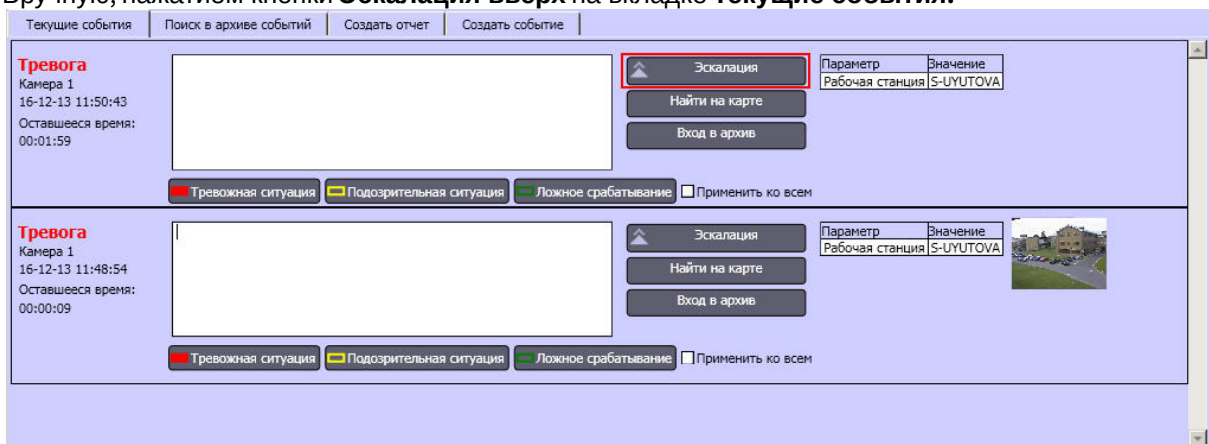 Вручную, нажатием кнопки Эскалация вверх на вкладке Текущие события.
Текущие события Поиск в архиве событий Создать отчет Создать событие
Тревога
Камера 1
16-12-13 11:50:43
Оставшееся время:
00:01:59
Эскалация
Найти на карте
Вход в архив
Параметр Значение
Рабочая станция S-UYUTOVA
Тревожная ситуация Подозрительная ситуация Ложное срабатывание Применить ко всем
Тревога
Камера 1
16-12-13 11:48:54
Оставшееся время:
00:00:09
Эскалация
Найти на карте
Вход в архив
Параметр Значение
Рабочая станция S-UYUTOVA
Тревожная ситуация Подозрительная ситуация Ложное срабатывание Применить ко всем